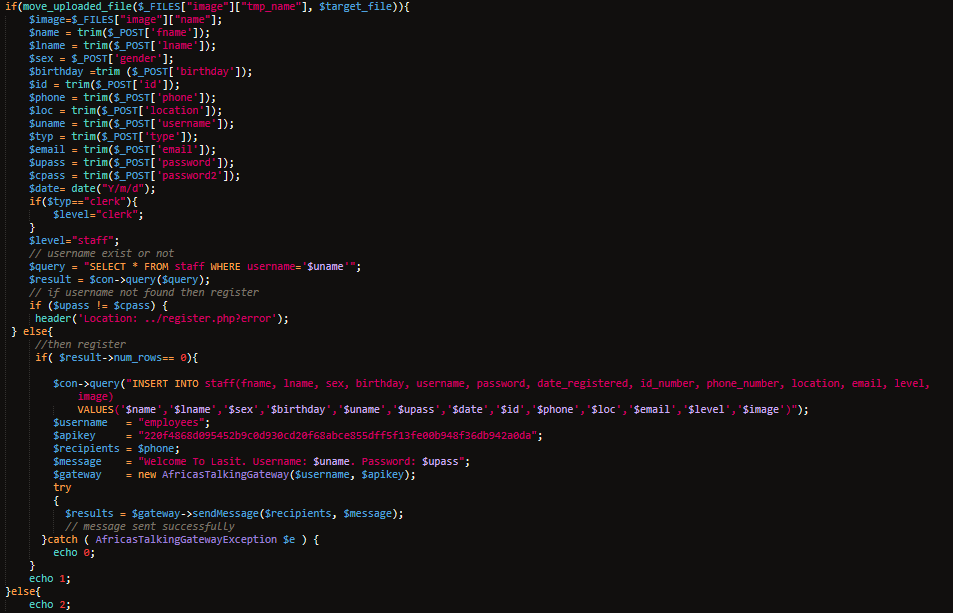 if(move_uploaded_file($_FILES["image"]["tmp_name"], $target_file)){
$image=$_FILES["image"]["name"];
$name = trim($_POST['fname']);
$lname = trim($_POST['lname']);
$sex = $_POST['gender'];
$birthday =trim ($_POST['birthday']);
$id = trim($_POST['id']);
$phone = trim($_POST['phone']);
$loc = trim($_POST['location']);
$uname = trim($_POST['username']);
$typ = trim($_POST['type']);
$email = trim($_POST['email']);
$upass = trim($_POST['password']);
$cpass = trim($_POST['password2']);
$date= date("Y/m/d");
if($typ=="clerk"){
$level="clerk";
}
$level="staff";
// username exist or not
$query = "SELECT * FROM staff WHERE username='$uname'";
$result = $con->query($query);
// if username not found then register
if ($upass != $cpass) {
header('Location: ../register.php?error');
} else{
//then register
if( $result->num_rows== 0){
$con->query("INSERT INTO staff(fname, lname, sex, birthday, username, password, date_registered, id_number, phone_number, location, email, level,
image)
VALUES('$name','$lname','$sex','$birthday','$uname','$upass','$date','$id','$phone','$loc','$email','$level','$image')");
$username = "employees";
$apikey = "220f4868d095452b9c0d930cd20f68abce855dff5f13fe00b948f36db942a0da";
$recipients = $phone;
$message = "Welcome To Lasit. Username: $uname. Password: $upass";
$gateway = new AfricasTalkingGateway($username, $apikey);
try
{
$results = $gateway->sendMessage($recipients, $message);
// message sent successfully
}catch ( AfricasTalkingGatewayException $e ) {
echo 0;
}
echo 1;
}else{
echo 2;